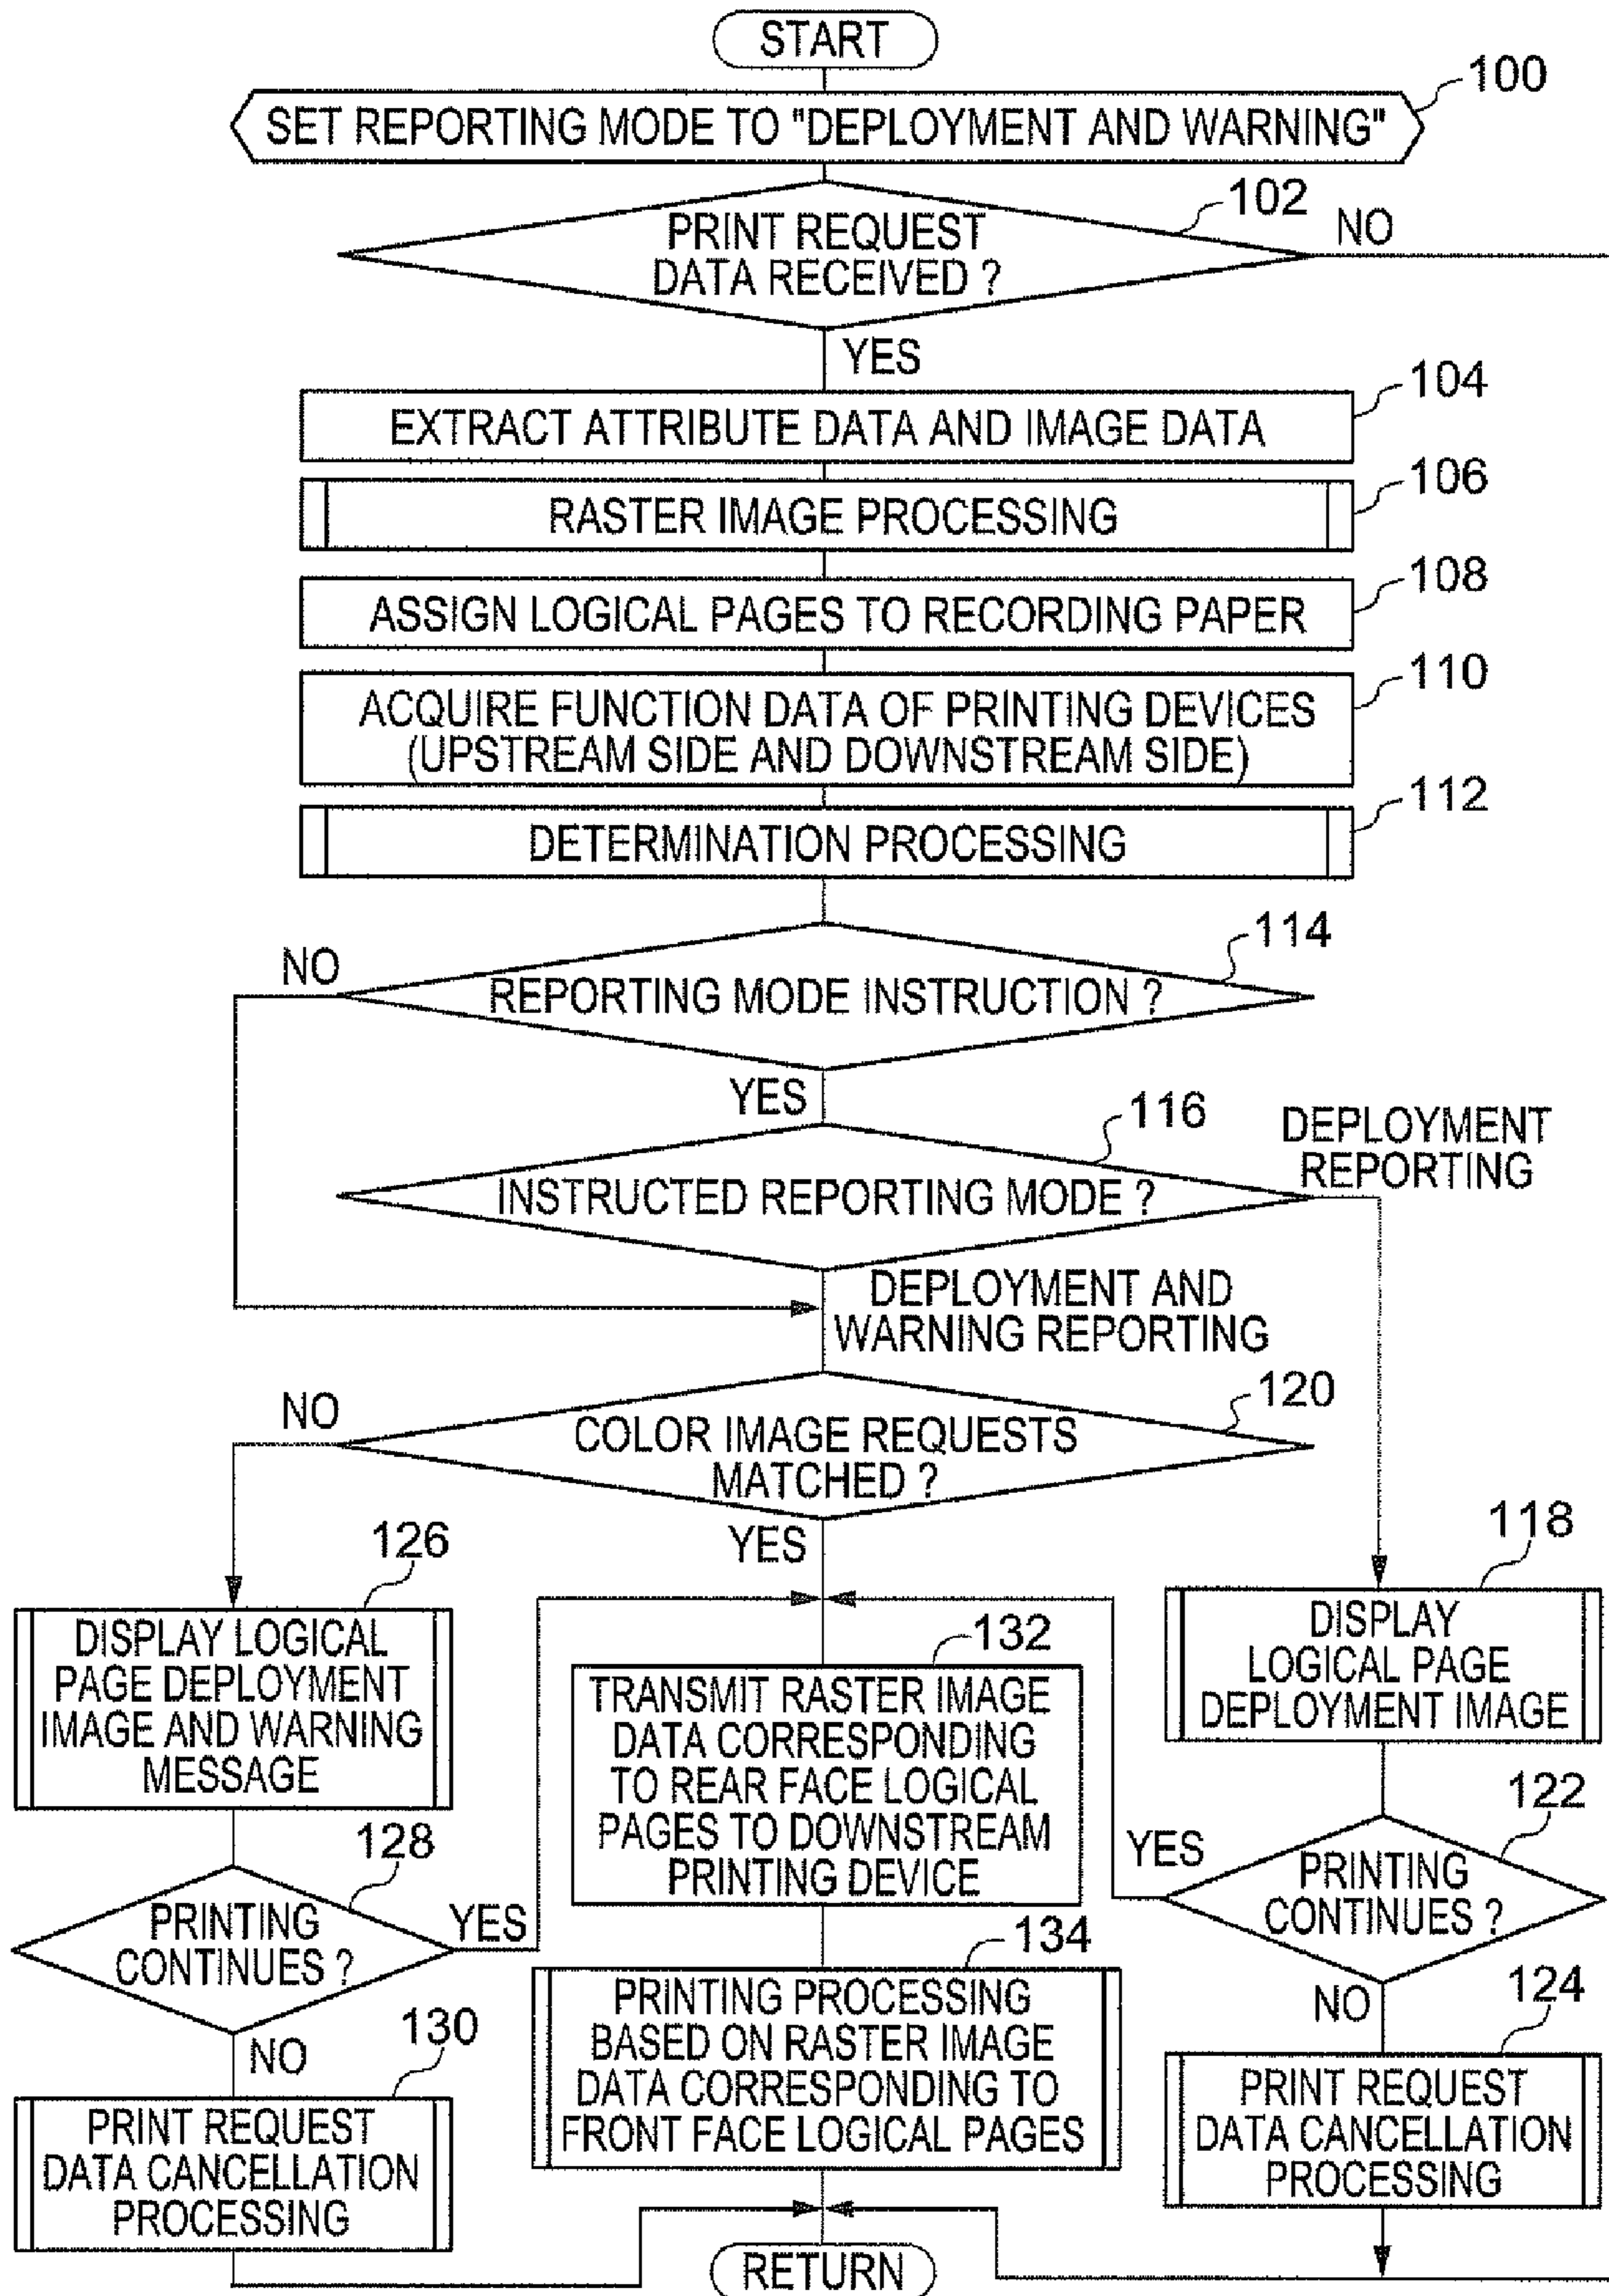 START
100
SET REPORTING MODE TO "DEPLOYMENT AND WARNING"
102
PRINT REQUEST
DATA RECEIVED ?
NO
YES
104
EXTRACT ATTRIBUTE DATA AND IMAGE DATA
106
RASTER IMAGE PROCESSING
108
ASSIGN LOGICAL PAGES TO RECORDING PAPER
110
ACQUIRE FUNCTION DATA OF PRINTING DEVICES
(UPSTREAM SIDE AND DOWNSTREAM SIDE)
112
DETERMINATION PROCESSING
114
NO
REPORTING MODE INSTRUCTION ?
YES
116
DEPLOYMENT
REPORTING
INSTRUCTED REPORTING MODE ?
DEPLOYMENT AND
WARNING REPORTING
120
NO
COLOR IMAGE REQUESTS
MATCHED ?
YES
126
DISPLAY LOGICAL
PAGE DEPLOYMENT
IMAGE AND WARNING
MESSAGE
128
PRINTING
CONTINUES ?
YES
NO
130
PRINT REQUEST
DATA CANCELLATION
PROCESSING
132
TRANSMIT RASTER IMAGE
DATA CORRESPONDING
TO REAR FACE LOGICAL
PAGES TO DOWNSTREAM
PRINTING DEVICE
134
PRINTING PROCESSING
BASED ON RASTER IMAGE
DATA CORRESPONDING TO
FRONT FACE LOGICAL PAGES
118
DISPLAY
LOGICAL PAGE
DEPLOYMENT IMAGE
122
YES
PRINTING
CONTINUES ?
NO
124
PRINT REQUEST
DATA CANCELLATION
PROCESSING
RETURN